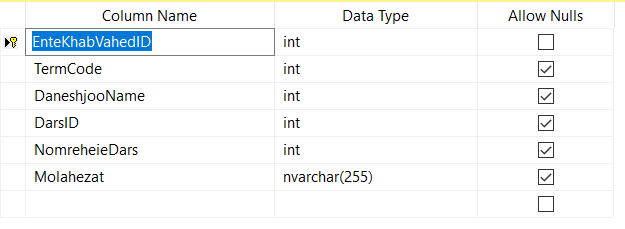 Column Name Data Type Allow Nulls
EnteKhabVahedID int
TermCode int
DaneshjooName int
DarsID int
NomreheieDars int
Molahezat nvarchar(255)